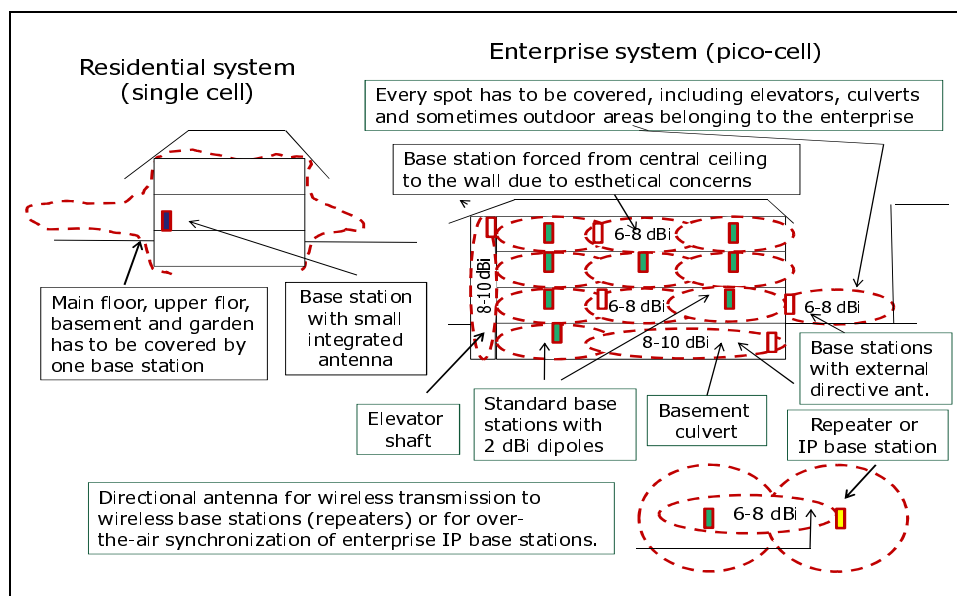 Residential system
(single cell)
Enterprise system (pico-cell)
Every spot has to be covered, including elevators, culverts
and sometimes outdoor areas belonging to the enterprise
Base station forced from central ceiling
to the wall due to esthetical concerns
6-8 dBi
8-10 dBi
6-8 dBi
6-8 dBi
8-10 dBi
Main floor, upper flor,
basement and garden
has to be covered by
one base station
Base station
with small
integrated
antenna
Elevator
shaft
Standard base
stations with
2 dBi dipoles
Basement
culvert
Base stations
with external
directive ant.
Repeater or
IP base station
Directional antenna for wireless transmission to
wireless base stations (repeaters) or for over-
the-air synchronization of enterprise IP base stations.
6-8 dBi